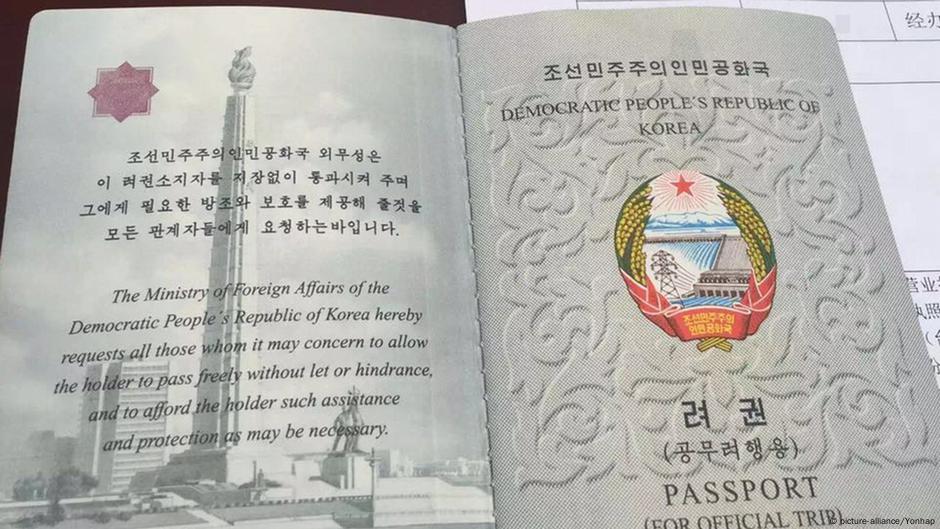 조선민주주의인민공화국 외무성은
이 려권소지자를 지장없이 통과시켜 주며
그에게 필요한 방조와 보호를 제공해 줄것을
모든 관계자들에게 요청하는바입니다.
The Ministry of Foreign Affairs of the
Democratic People´s Republic of Korea hereby
requests all those whom it may concern to allow
the holder to pass freely without let or hindrance,
and to afford the holder such assistance
and protection as may be necessary.
조선민주주의인민공화국
DEMOCRATIC PEOPLE´S REPUBLIC OF
KOREA
조선민주주의
인민공화국
려 권
(공무려행용)
PASSPORT
(FOR OFFICIAL TRIP)
经办
营业
执照
© picture-alliance/Yonhap